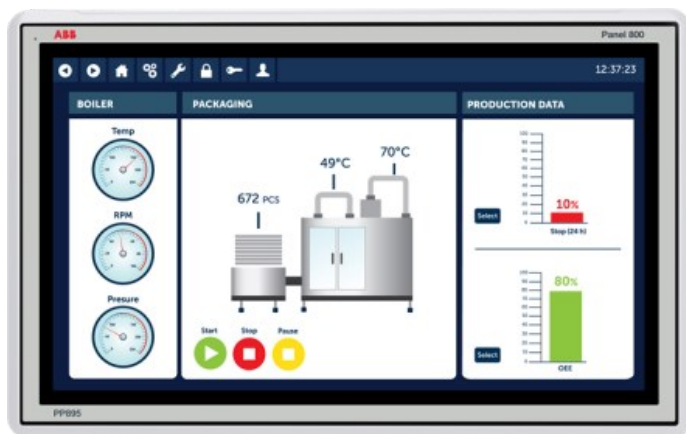 ABB
Panel 800
12:37:23
BOILER
PACKAGING
PRODUCTION DATA
Temp
RPM
Presure
672 PCS
49°C
70°C
Start
Stop
Pause
Select
10%
Stop (24 h)
Select
80%
OEE
PP895